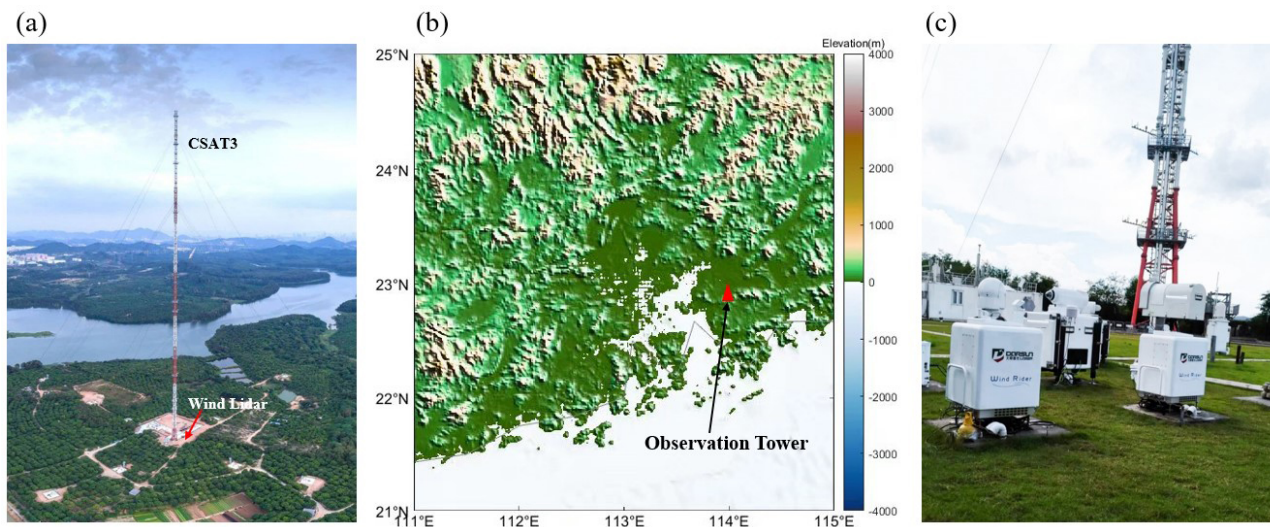 (a)
CSAT3
Wind Lidar
(b)
Elevation(m)
25°N
24°N
23°N
22°N
21°N
111°E
112°E
113°E
114°E
115°E
4000
3000
2000
1000
0
-1000
-2000
-3000
-4000
Observation Tower
(c)
Wind Rider
Wind Rider